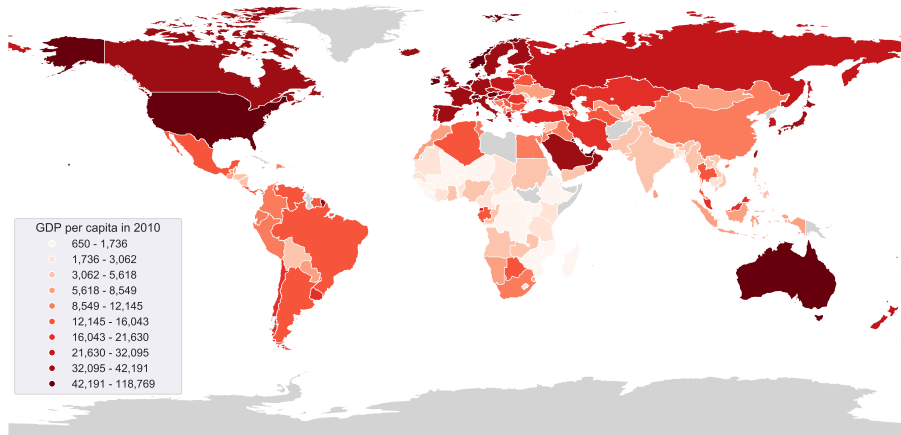 GDP per capita in 2010
650 - 1,736
1,736 - 3,062
3,062 - 5,618
5,618 - 8,549
8,549 - 12,145
12,145 - 16,043
16,043 - 21,630
21,630 - 32,095
32,095 - 42,191
42,191 - 118,769